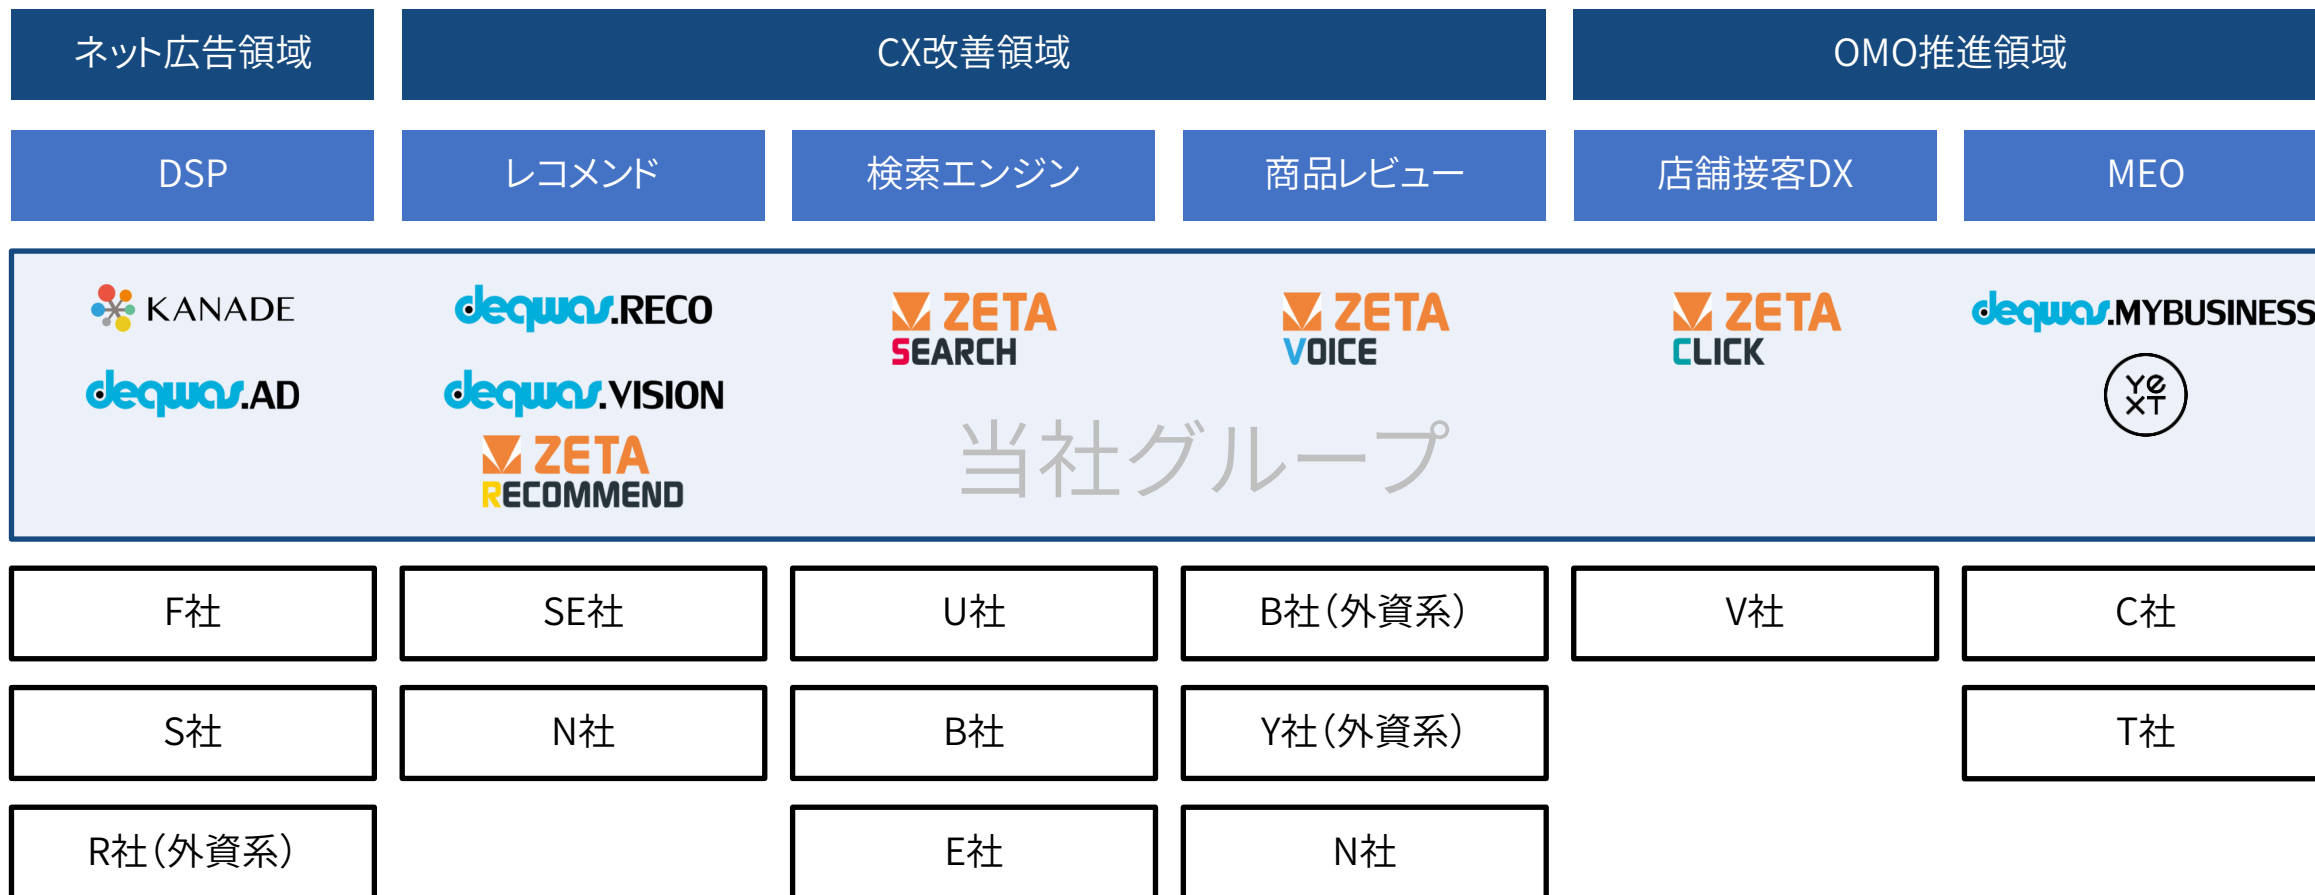 ネット広告領域
CX改善領域
OMO推進領域
DSP
レコメンド
検索エンジン
商品レビュー
店舗接客DX
MEO
KANADE
deqwas.AD
deqwas.RECO
deqwas.VISION
ZETA
RECOMMEND
ZETA
SEARCH
ZETA
VOICE
ZETA
CLICK
deqwas.MYBUSINESS
Ye
XT
当社グループ
F社
SE社
U社
B社（外資系）
V社
C社
S社
N社
B社
Y社（外資系）
T社
R社（外資系）
E社
N社